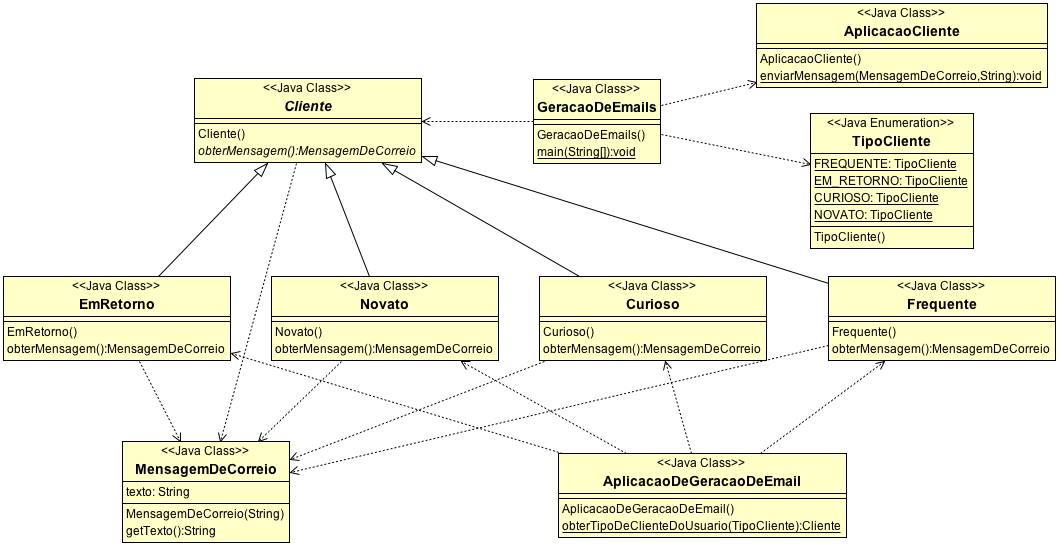 <<Java Class>>
AplicacaoCliente
AplicacaoCliente()
enviarMensagem(MensagemDeCorreio,String):void
<<Java Class>>
Cliente
Cliente()
obterMensagem():MensagemDeCorreio
<<Java Class>>
GeracaoDeEmails
GeracaoDeEmails()
main(String[]):void
<<Java Enumeration>>
TipoCliente
FREQUENTE: TipoCliente
EM_RETORNO: TipoCliente
CURIOSO: TipoCliente
NOVATO: TipoCliente
TipoCliente()
<<Java Class>>
EmRetorno
EmRetorno()
obterMensagem():MensagemDeCorreio
<<Java Class>>
Novato
Novato()
obterMensagem():MensagemDeCorreio
<<Java Class>>
Curioso
Curioso()
obterMensagem():MensagemDeCorreio
<<Java Class>>
Frequente
Frequente()
obterMensagem():MensagemDeCorreio
<<Java Class>>
MensagemDeCorreio
texto: String
MensagemDeCorreio(String)
getTexto():String
<<Java Class>>
AplicacaoDeGeracaoDeEmail
AplicacaoDeGeracaoDeEmail()
obterTipoDeClienteDoUsuario(TipoCliente):Cliente